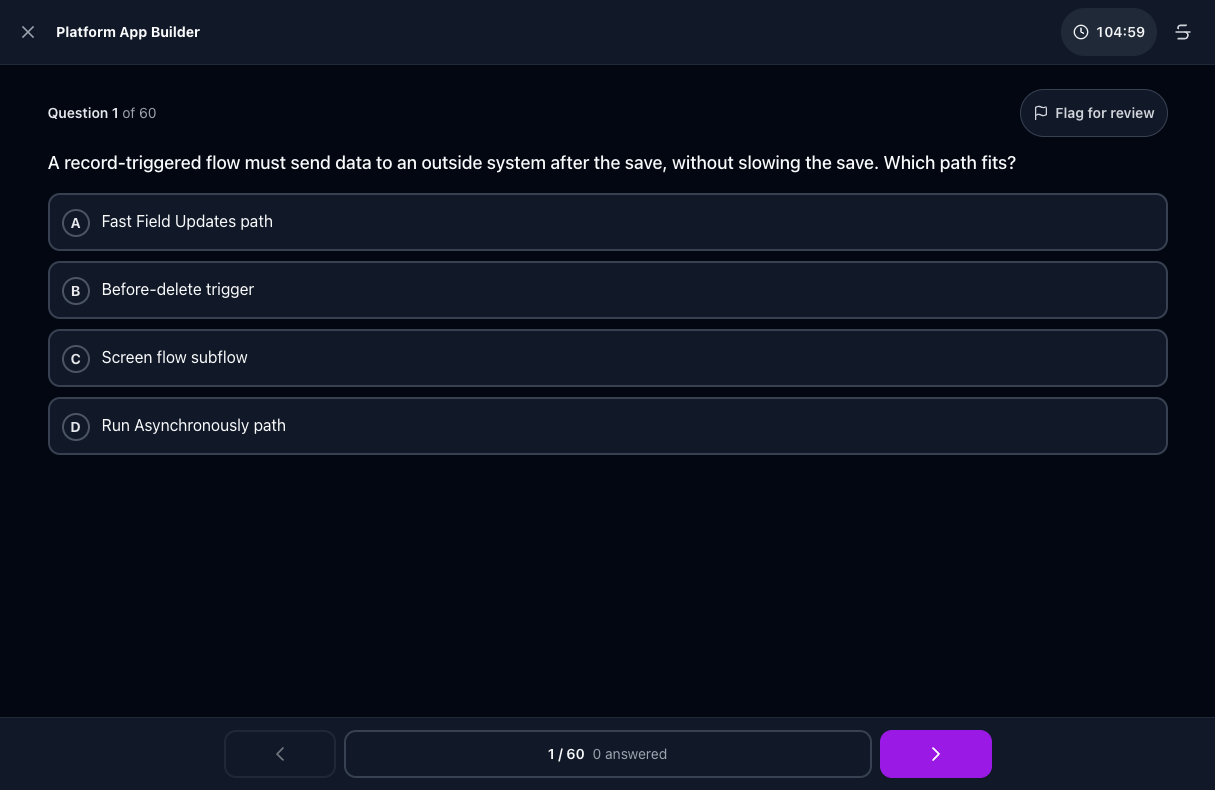 Platform App Builder
104:59
Question 1 of 60
Flag for review
A record-triggered flow must send data to an outside system after the save, without slowing the save. Which path fits?
A Fast Field Updates path
B Before-delete trigger
C Screen flow subflow
D Run Asynchronously path
1 / 60 0 answered